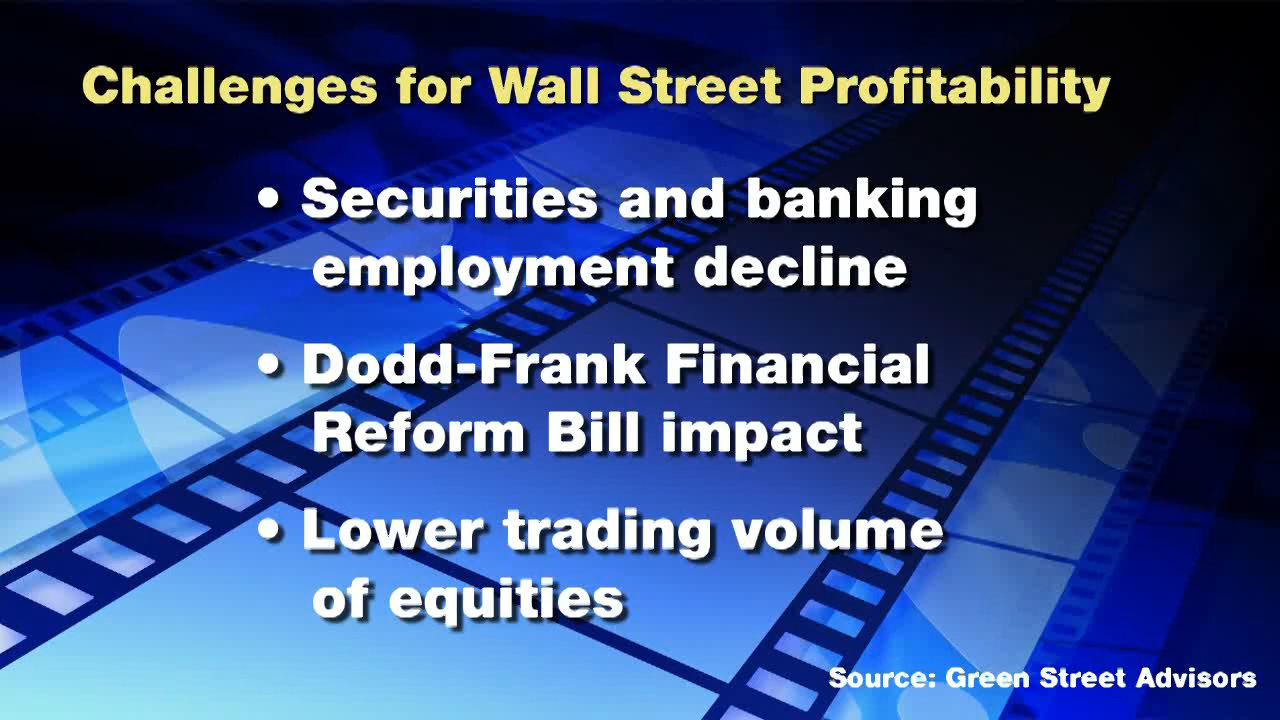 Challenges for Wall Street Profitability
• Securities and banking
employment decline
• Dodd-Frank Financial
Reform Bill impact
• Lower trading volume
of equities
Source: Green Street Advisors